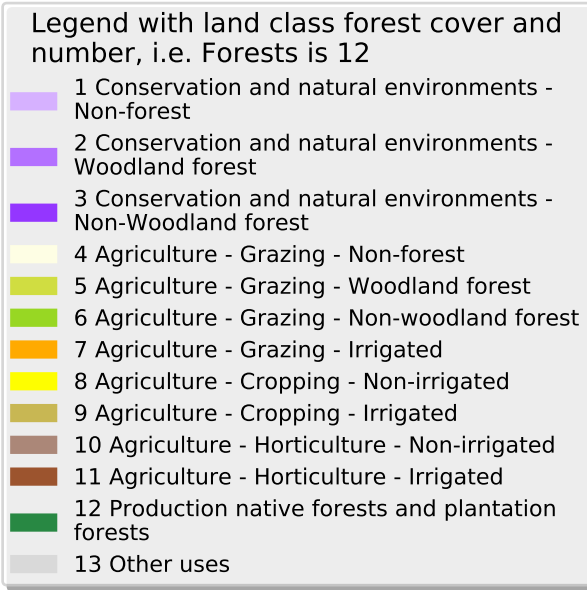 Legend with land class forest cover and
number, i.e. Forests is 12
1 Conservation and natural environments -
Non-forest
2 Conservation and natural environments -
Woodland forest
3 Conservation and natural environments -
Non-Woodland forest
4 Agriculture - Grazing - Non-forest
5 Agriculture - Grazing - Woodland forest
6 Agriculture - Grazing - Non-woodland forest
7 Agriculture - Grazing - Irrigated
8 Agriculture - Cropping - Non-irrigated
9 Agriculture - Cropping - Irrigated
10 Agriculture - Horticulture - Non-irrigated
11 Agriculture - Horticulture - Irrigated
12 Production native forests and plantation
forests
13 Other uses